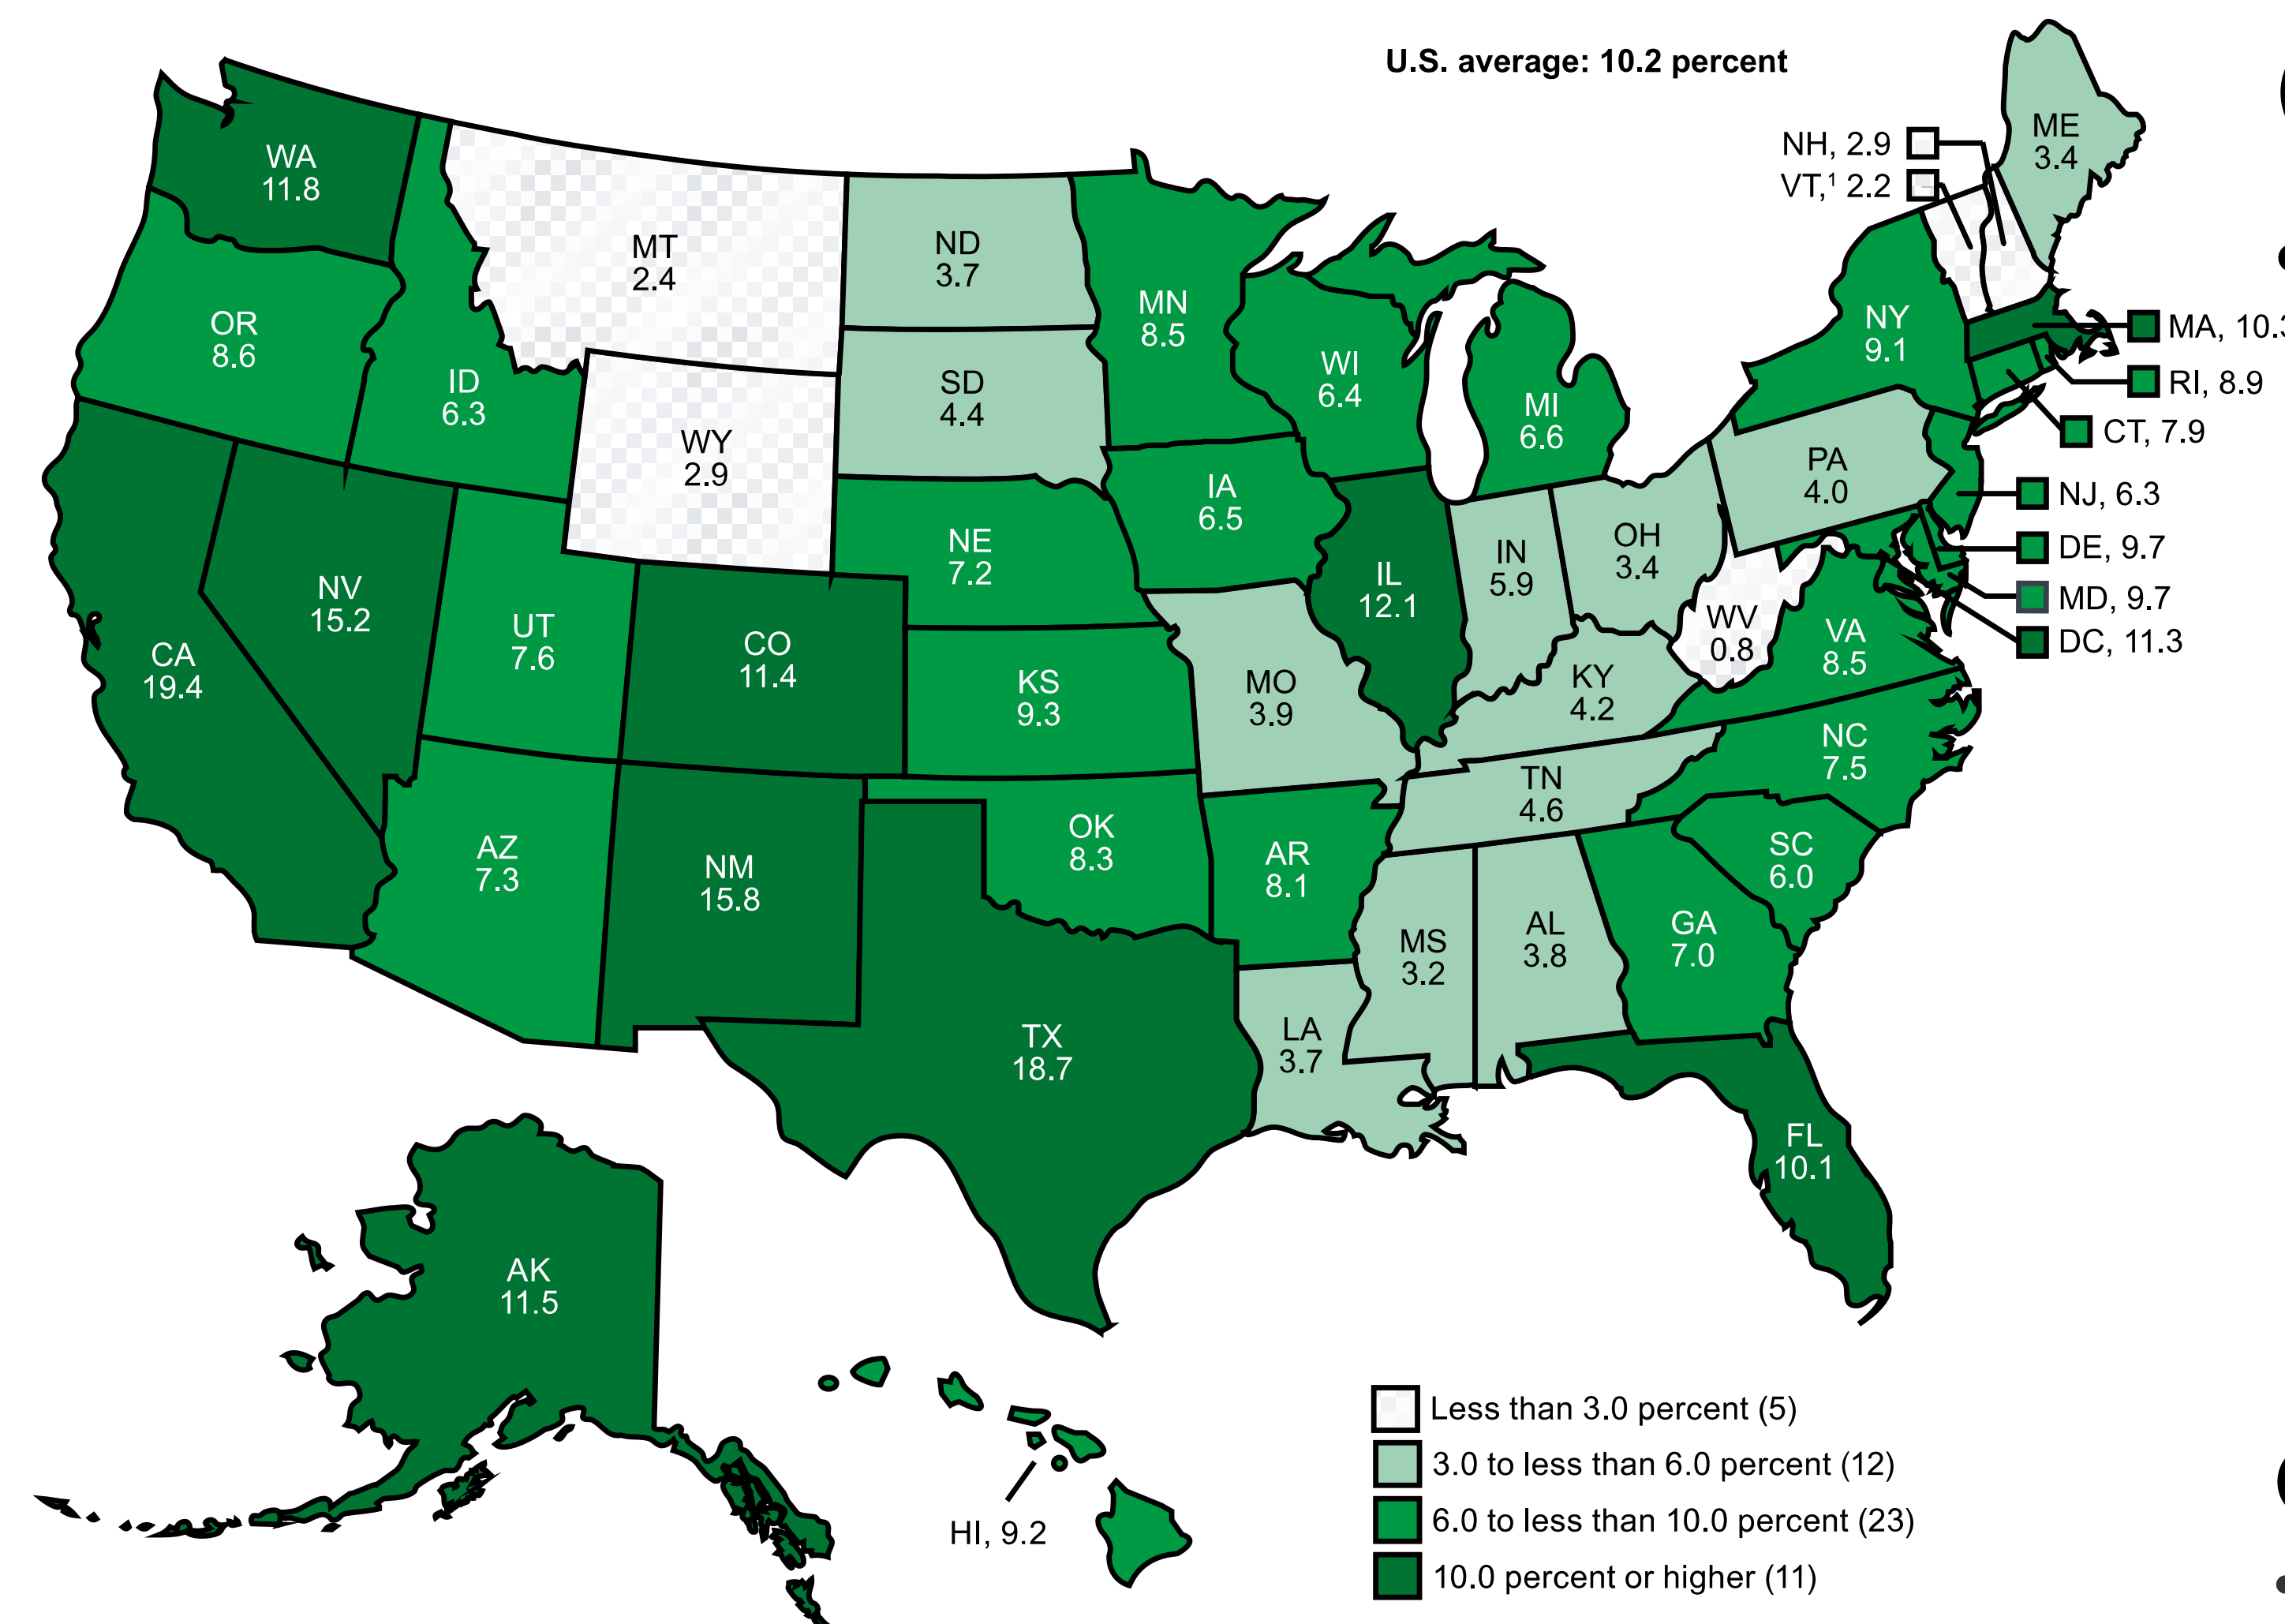 U.S. average: 10.2 percent
ME
3.4
NH, 2.9
VT,¹ 2.2
WA
11.8
MT
2.4
ND
3.7
MN
8.5
OR
8.6
ID
6.3
WY
2.9
SD
4.4
WI
6.4
MI
6.6
NY
9.1
MA, 10.3
RI, 8.9
CT, 7.9
PA
4.0
NJ, 6.3
DE, 9.7
MD, 9.7
DC, 11.3
IA
6.5
NE
7.2
IL
12.1
IN
5.9
OH
3.4
WV
0.8
VA
8.5
NV
15.2
UT
7.6
CO
11.4
CA
19.4
KS
9.3
MO
3.9
KY
4.2
NC
7.5
TN
4.6
AZ
7.3
NM
15.8
OK
8.3
AR
8.1
SC
6.0
MS
3.2
AL
3.8
GA
7.0
TX
18.7
LA
3.7
FL
10.1
AK
11.5
HI, 9.2
Less than 3.0 percent (5)
3.0 to less than 6.0 percent (12)
6.0 to less than 10.0 percent (23)
10.0 percent or higher (11)